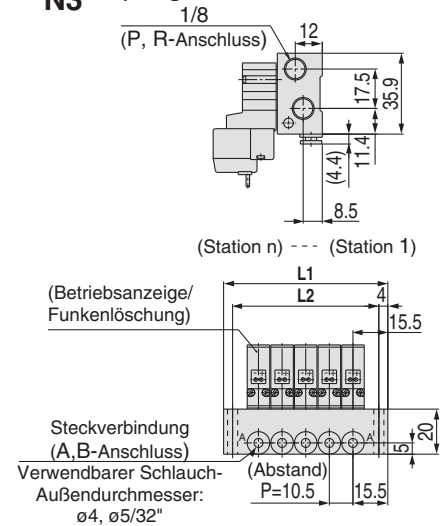 N3
1/8
(P, R-Anschluss)
12
17.5
35.9
11.4
(4.4)
8.5
(Station n) --- (Station 1)
L1
L2
4
15.5
(Betriebsanzeige/
Funkenlöschung)
A
A
20
5
Steckverbindung
(A,B-Anschluss)
Verwendbarer Schlauch-
Außendurchmesser:
ø4, ø5/32"
(Abstand)
P=10.5
15.5